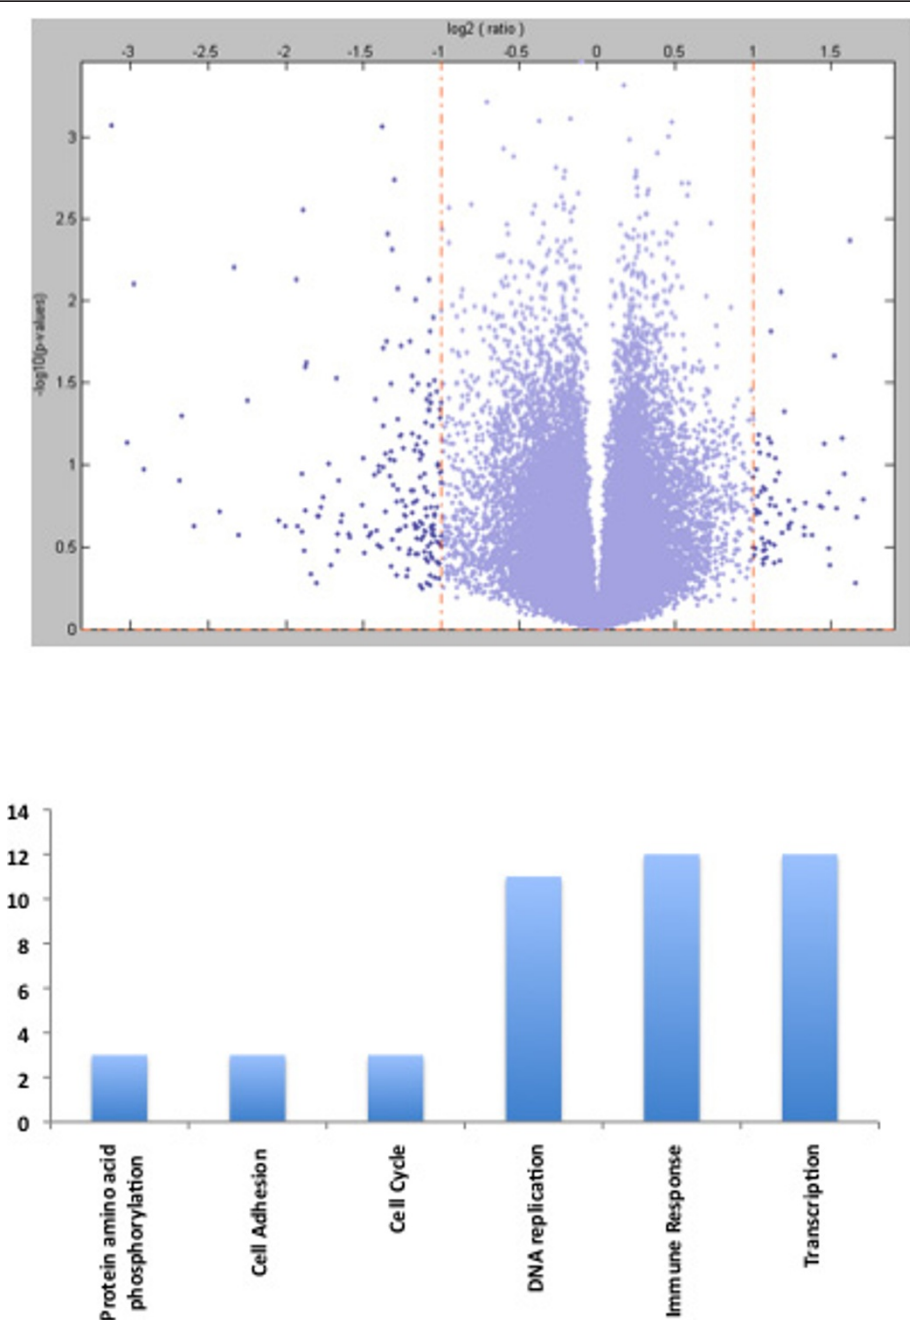 log2 ( ratio )
-3 -2.5 -2 -1.5 -1 -0.5 0 0.5 1 1.5
-log10(p-values)
3
2.5
2
1.5
1
0.5
0
14
12
10
8
6
4
2
0
Protein amino acid
phosphorylation
Cell Adhesion
Cell Cycle
DNA replication
Immune Response
Transcription